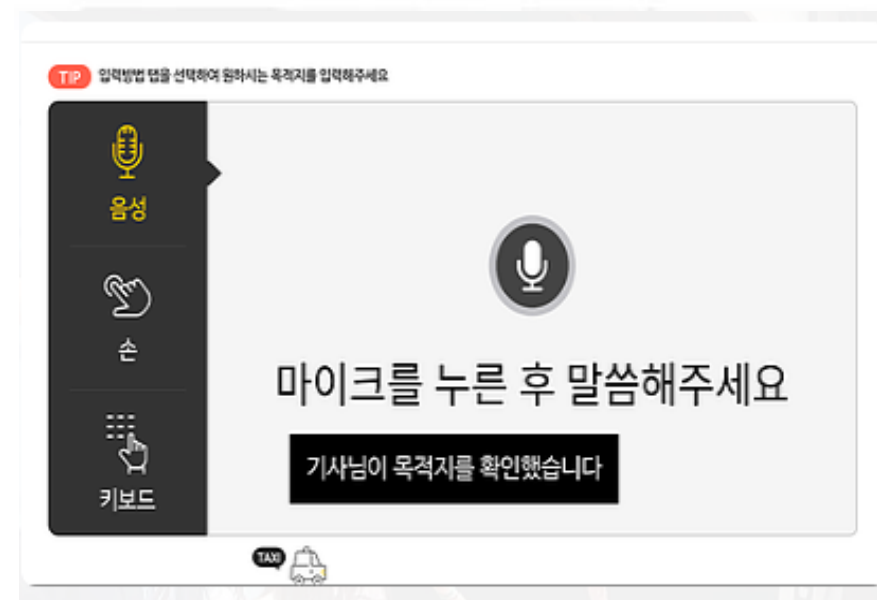 TIP 입력방법 탭을 선택하여 원하시는 목적지를 입력해주세요
음성
손
키보드
마이크를 누른 후 말씀해주세요
기사님이 목적지를 확인했습니다
TAXI